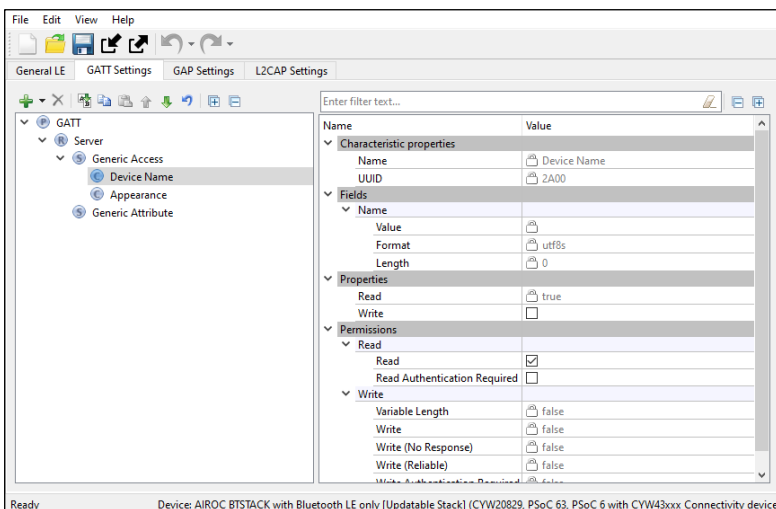 File Edit View Help
General LE GATT Settings GAP Settings L2CAP Settings
Enter filter text...
GATT
Server
Generic Access
Device Name
Appearance
Generic Attribute
Name Value
Characteristic properties
Name Device Name
UUID 2A00
Fields
Name
Value
Format utf8s
Length 0
Properties
Read true
Write
Permissions
Read
Read
Read Authentication Required
Write
Variable Length false
Write false
Write (No Response) false
Write (Reliable) false
Write Authentication Required false
Ready Device: AIROC BTSTACK with Bluetooth LE only [Updatable Stack] (CYW20829, PSoC 63, PSoC 6 with CYW43xxx Connectivity device